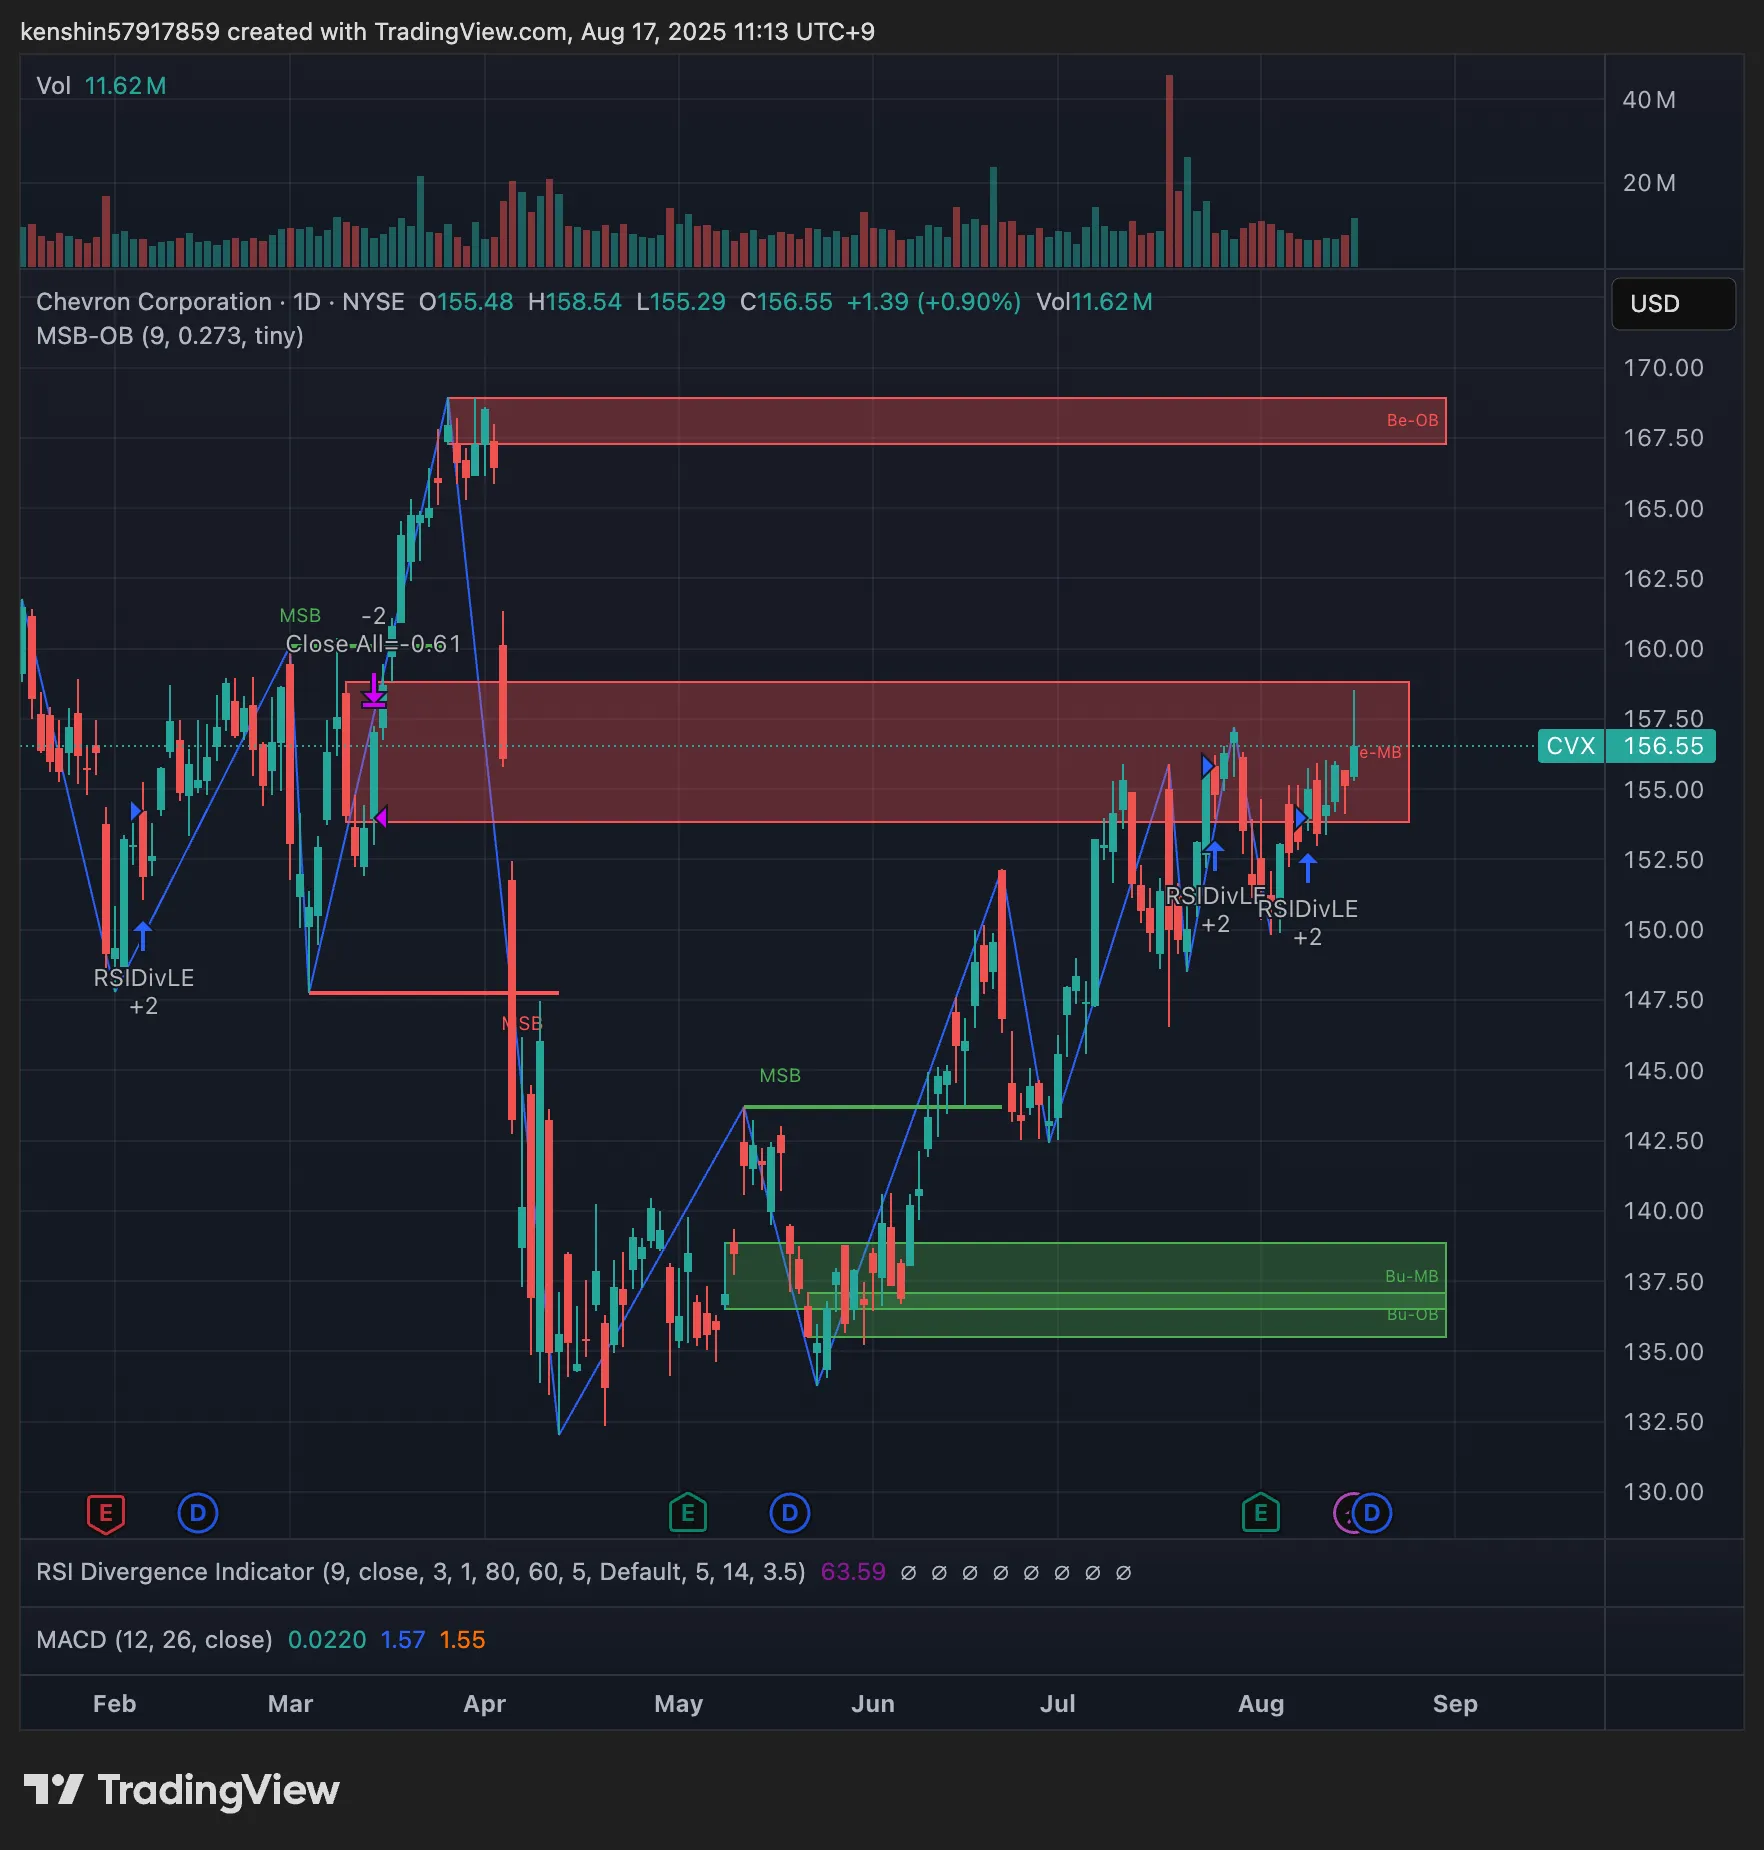 kenshin57917859 created with TradingView.com, Aug 17, 2025 11:13 UTC+9
Vol 11.62 M
40 M
20 M
Chevron Corporation · 1D · NYSE O155.48 H158.54 L155.29 C156.55 +1.39 (+0.90%) Vol11.62 M
MSB-OB (9, 0.273, tiny)
USD
170.00
Be-OB
167.50
165.00
162.50
MSB -2
Close All=-0.61
160.00
157.50
e-MB
CVX 156.55
155.00
152.50
RSIDivLE
+2
RSIDivLE
+2
150.00
RSIDivLE
+2
147.50
MSB
MSB
145.00
142.50
140.00
Bu-MB
137.50
Bu-OB
135.00
132.50
130.00
E D E D E D
RSI Divergence Indicator (9, close, 3, 1, 80, 60, 5, Default, 5, 14, 3.5) 63.59 ∅ ∅ ∅ ∅ ∅ ∅ ∅ ∅
MACD (12, 26, close) 0.0220 1.57 1.55
Feb Mar Apr May Jun Jul Aug Sep
TradingView